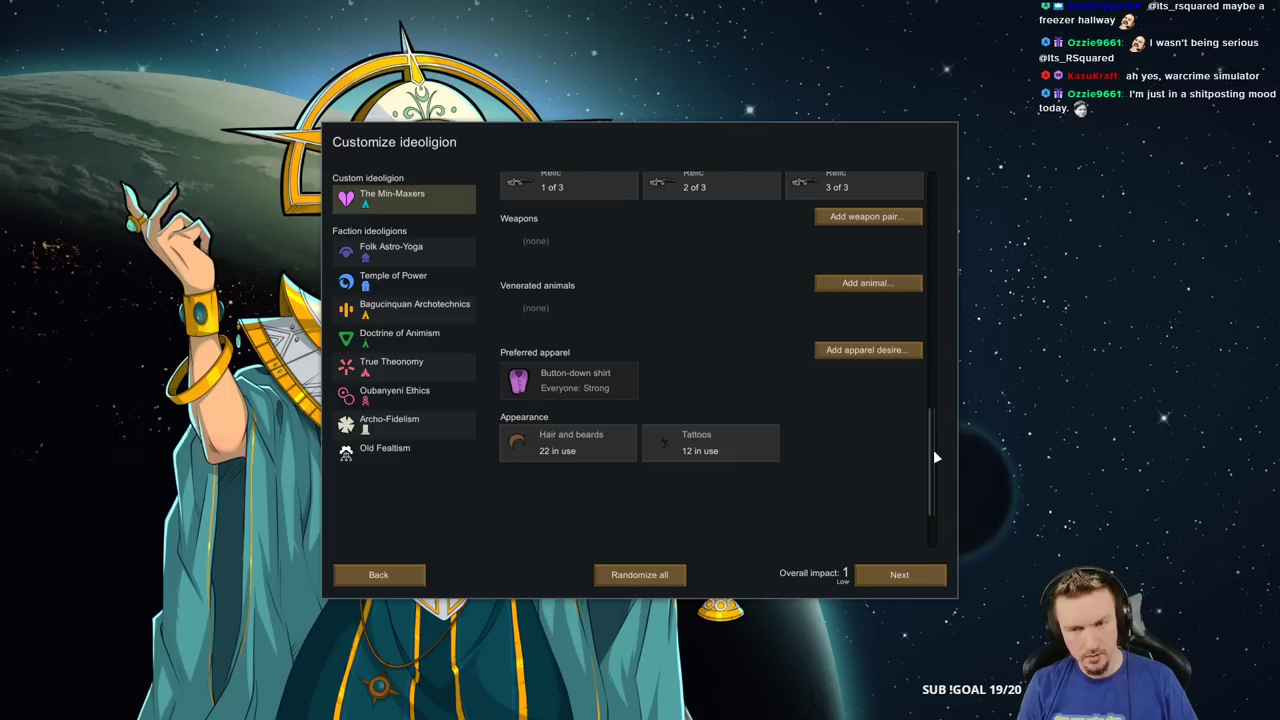 @its_rsquared maybe a
freezer hallway
Ozzie9661: I wasn't being serious
@Its_RSquared
KasuKraft: ah yes, warcrime simulator
Ozzie9661: I'm just in a shitposting mood
today.
Customize ideoligion
Custom ideoligion
The Min-Maxers
Faction ideoligions
Folk Astro-Yoga
Temple of Power
Bagucinquan Archotechnics
Doctrine of Animism
True Theonomy
Oubanyeni Ethics
Archo-Fidelism
Old Fealtism
Relic
1 of 3
Relic
2 of 3
Relic
3 of 3
Weapons
Add weapon pair...
(none)
Venerated animals
Add animal...
(none)
Preferred apparel
Add apparel desire...
Button-down shirt
Everyone: Strong
Appearance
Hair and beards
22 in use
Tattoos
12 in use
Back
Randomize all
Overall impact: 1
Low
Next
SUB !GOAL 19/20